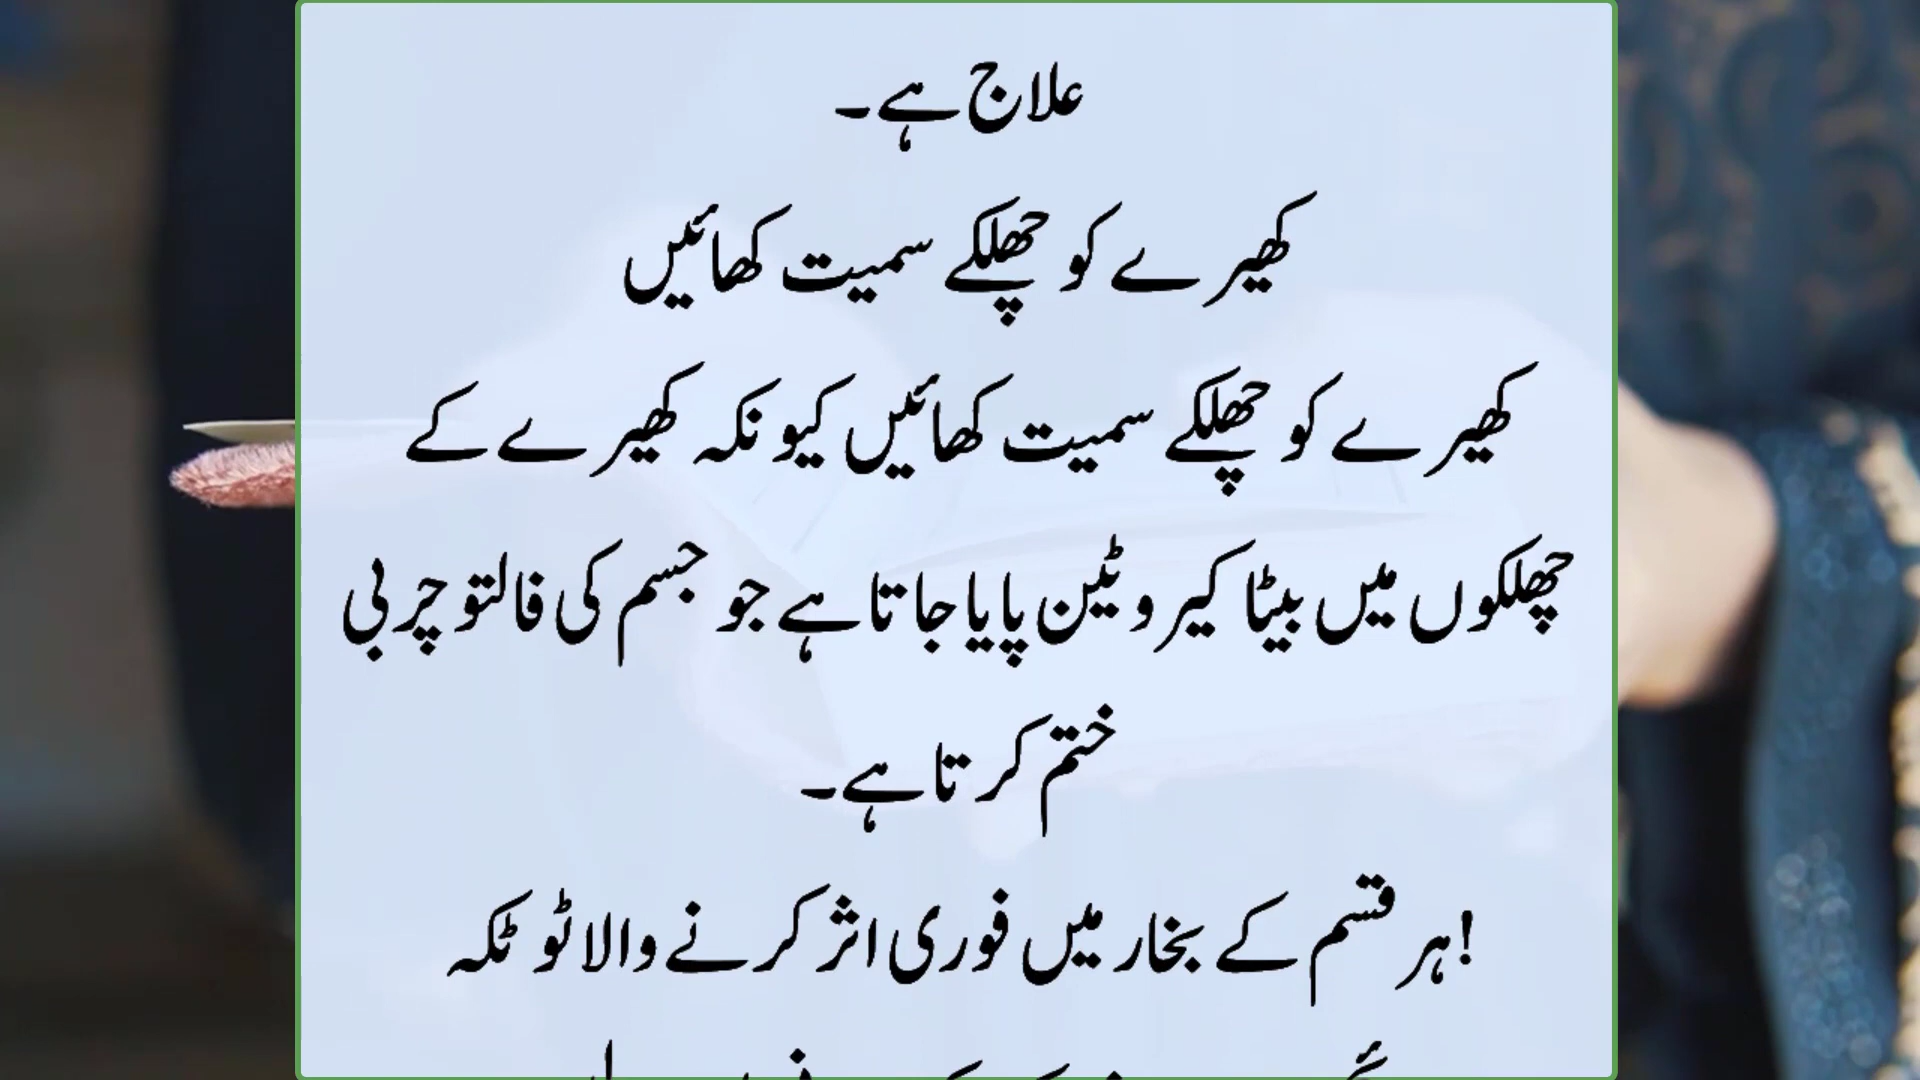 علاج ہے۔
کھیرے کو چھلکے سمیت کھائیں
کھیرے کو چھلکے سمیت کھائیں کیونکہ کھیرے کے
چھلکوں میں بیٹا کیروٹین پایا جاتا ہے جو جسم کی فالتو چربی
ختم کرتا ہے۔
!ہر قسم کے بخار میں فوری اثر کرنے والا ٹوٹکہ